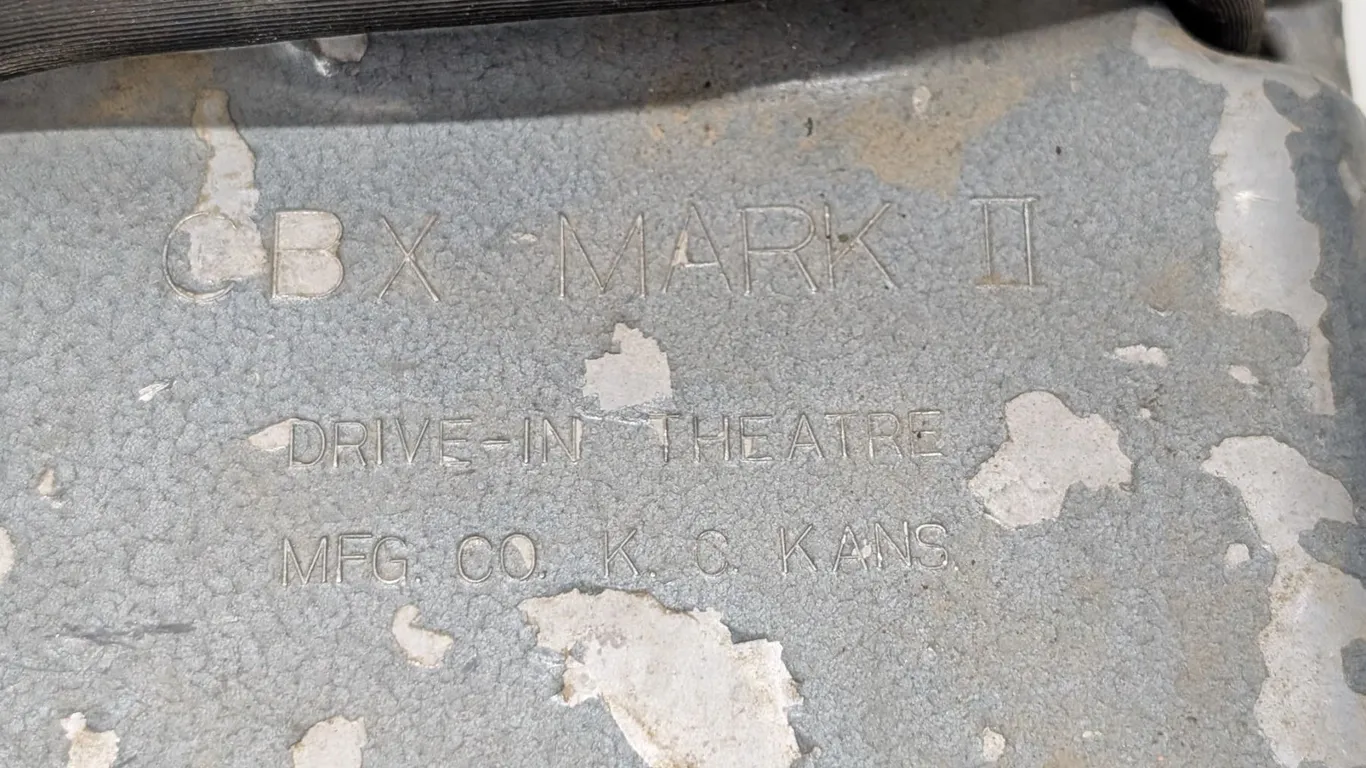 CBX MARK II
DRIVE-IN THEATRE
MFG. CO. K. C. KANS.